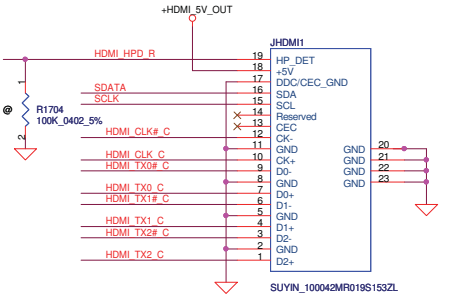 +HDMI_5V_OUT
JHDMI1
HDMI_HPD_R 19 HP_DET
18 +5V
17 DDC/CEC_GND
SDATA 16 SDA
SCLK 15 SCL
14 Reserved
13 CEC
HDMI_CLK#_C 12 CK-
11 GND GND 20
HDMI_CLK_C 10 CK+ GND 21
HDMI_TX0#_C 9 D0- GND 22
8 GND GND 23
HDMI_TX0_C 7 D0+
HDMI_TX1#_C 6 D1-
5 GND
HDMI_TX1_C 4 D1+
HDMI_TX2#_C 3 D2-
2 GND
HDMI_TX2_C 1 D2+
1
@ R1704
100K_0402_5%
2
SUYIN_100042MR019S153ZL